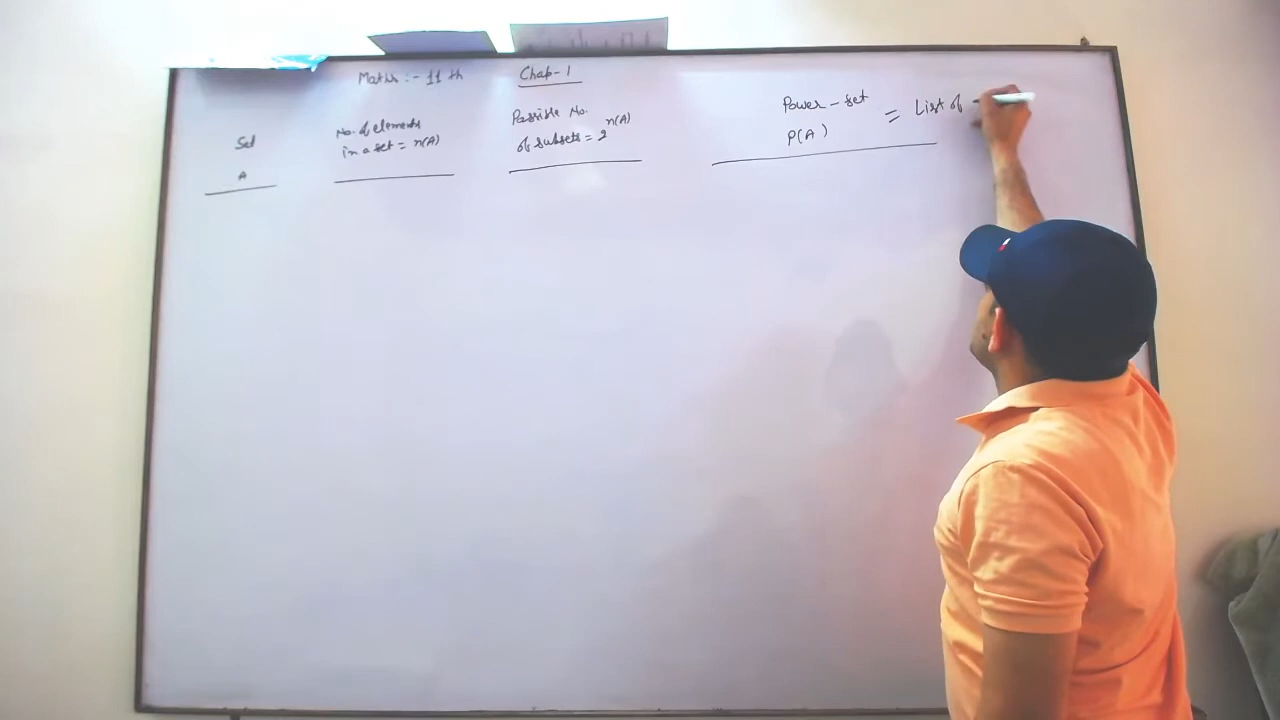 Maths :- 11 th Chap-1
Set
A
No. of elements
in a set = n(A)
Possible No.
of subsets = 2^n(A)
Power-set = List of
P(A)